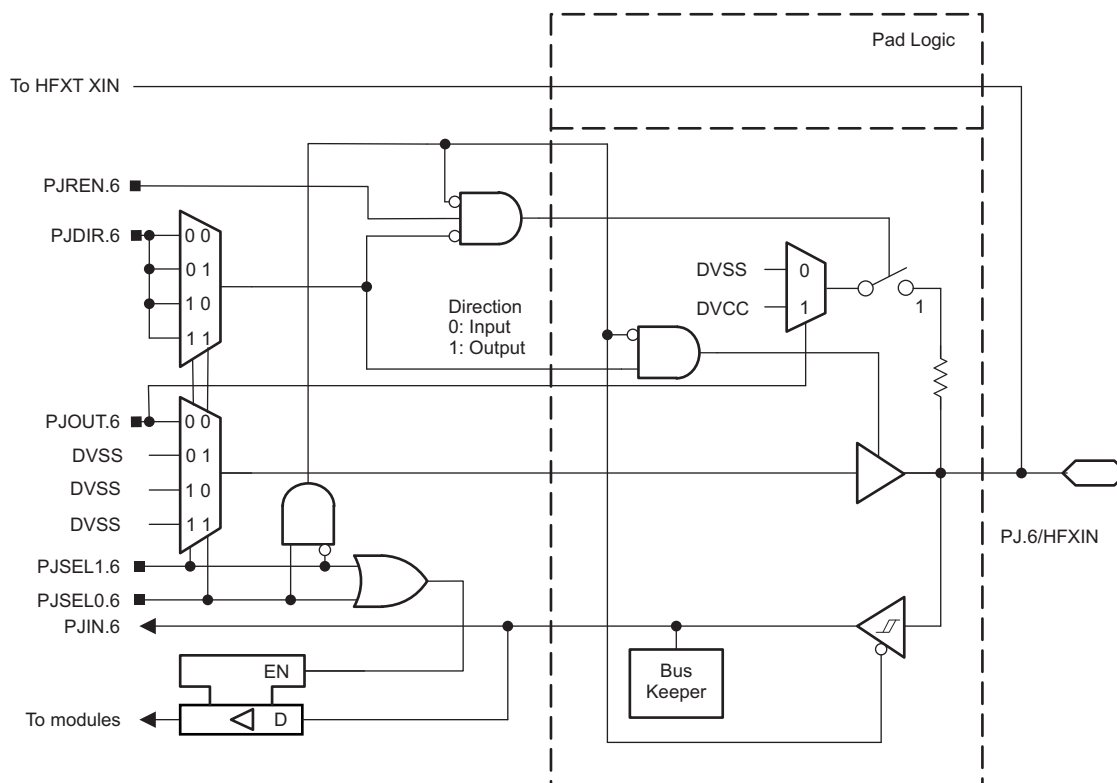 Pad Logic
To HFXT XIN
PJREN.6
PJDIR.6
0 0
0 1
1 0
1 1
Direction
0: Input
1: Output
DVSS
0
DVCC
1
1
PJOUT.6
0 0
DVSS
0 1
DVSS
1 0
DVSS
1 1
PJ.6/HFXIN
PJSEL1.6
PJSEL0.6
PJIN.6
EN
Bus
Keeper
To modules
D